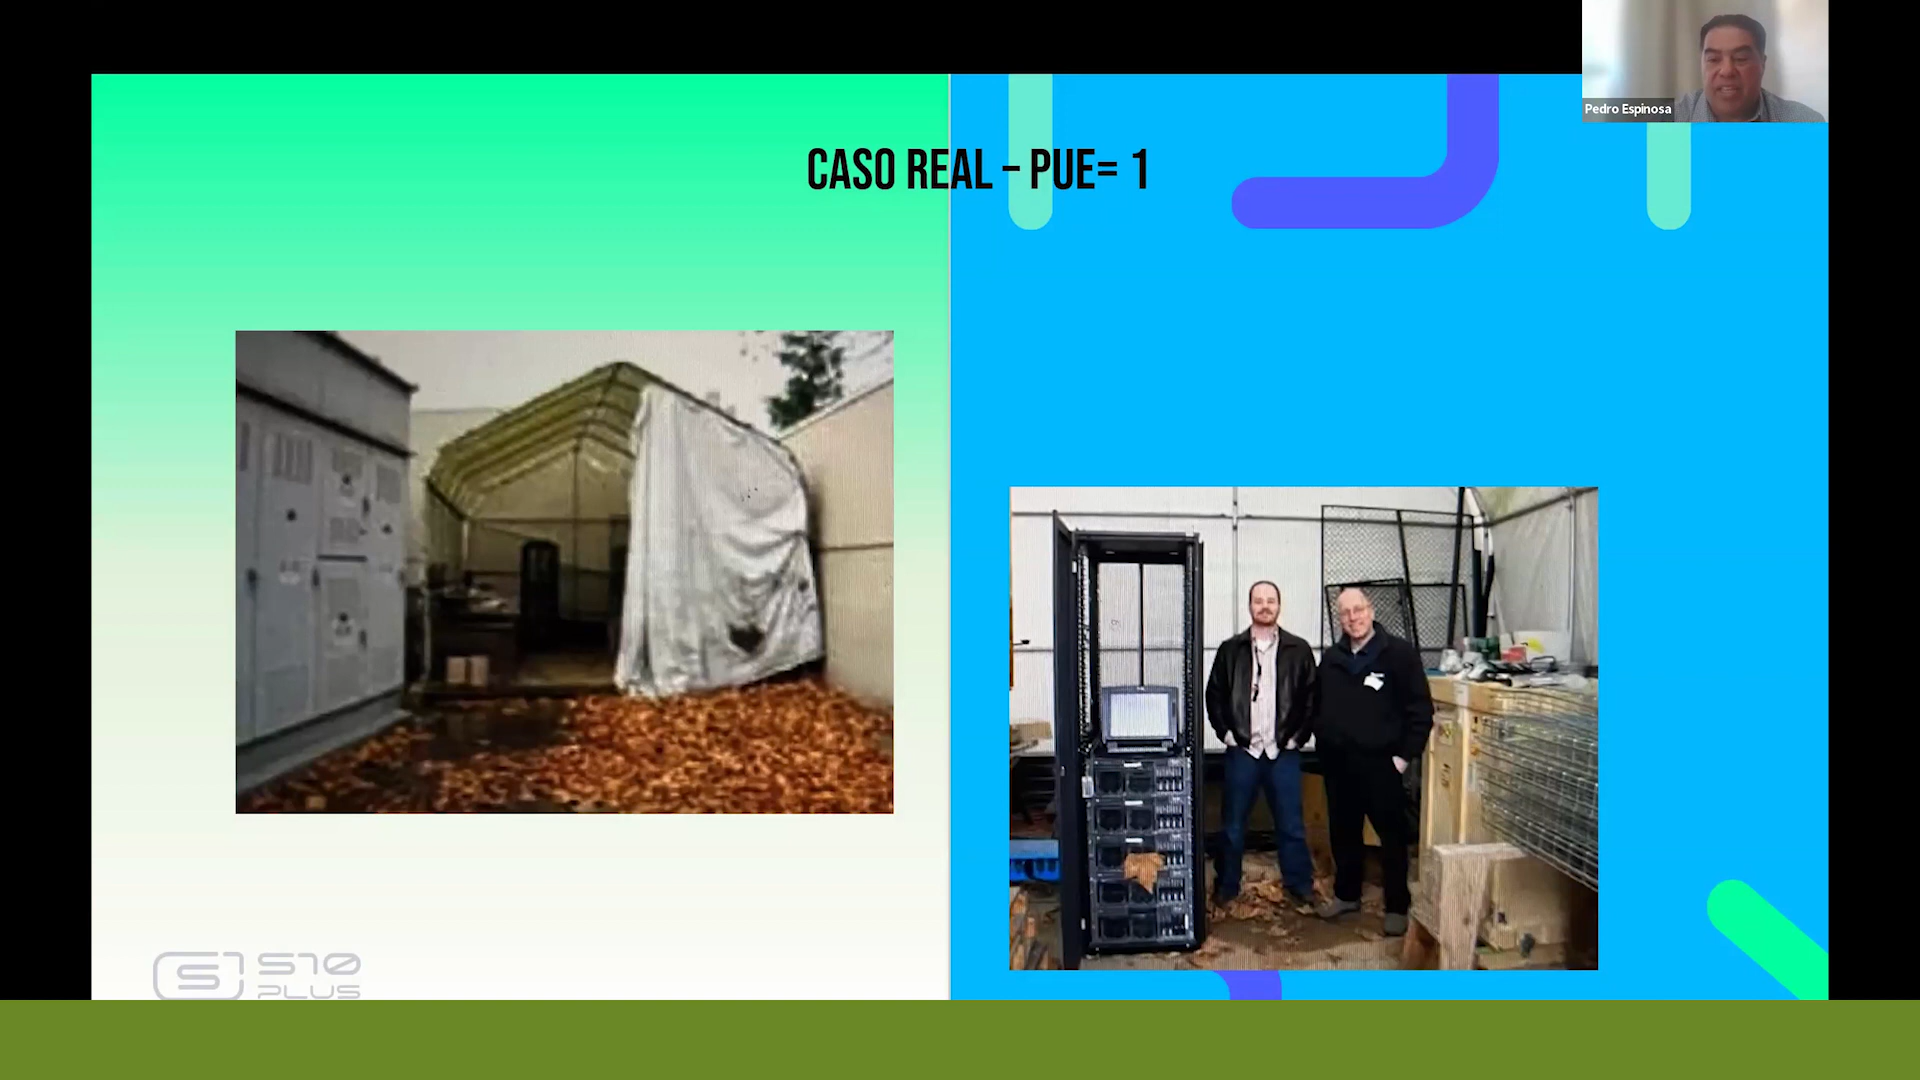 Pedro Espinosa
CASO REAL – PUE= 1
S10
PLUS